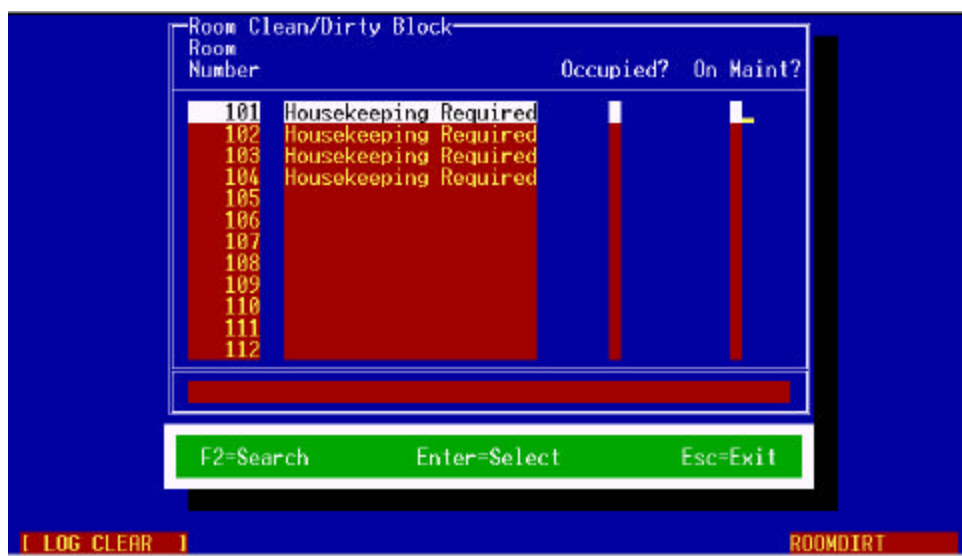 Room Clean/Dirty Block
Room
Number Occupied? On Maint?
101 Housekeeping Required
102 Housekeeping Required
103 Housekeeping Required
104 Housekeeping Required
105
106
107
108
109
110
111
112
F2=Search Enter=Select Esc=Exit
[ LOG CLEAR ] ROOMDIRT